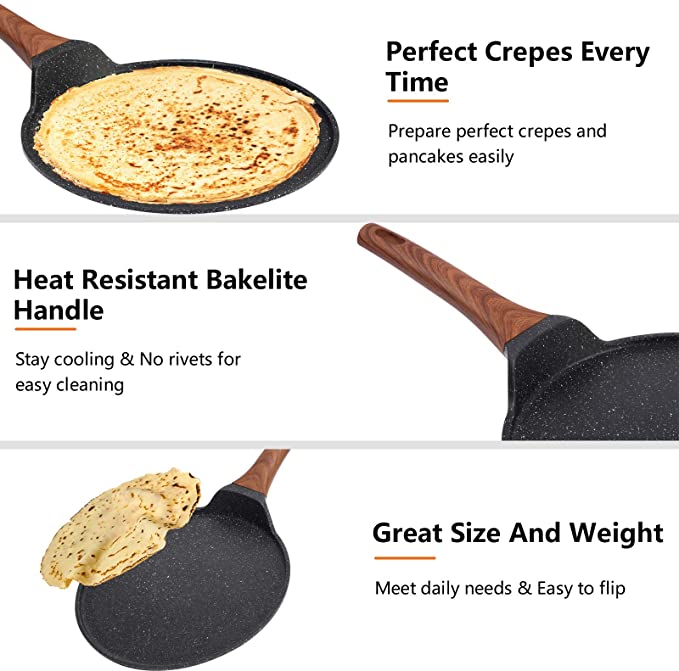 Perfect Crepes Every
Time
Prepare perfect crepes and
pancakes easily
Heat Resistant Bakelite
Handle
Stay cooling & No rivets for
easy cleaning
Great Size And Weight
Meet daily needs & Easy to flip